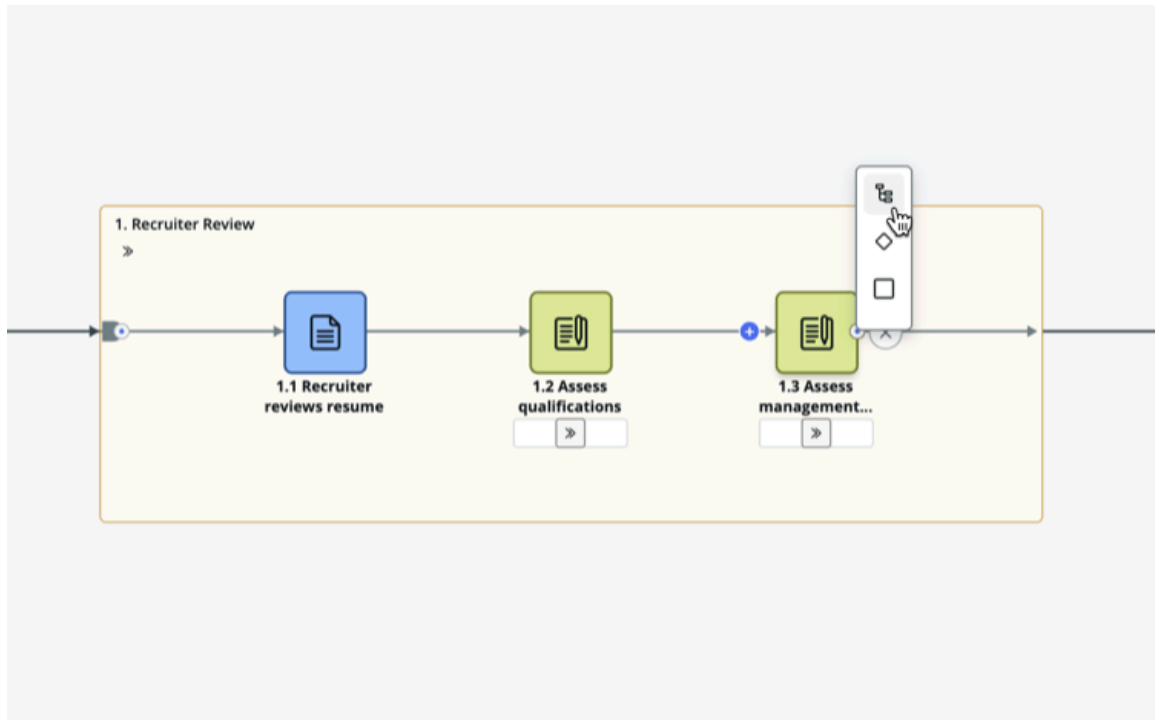 1. Recruiter Review
1.1 Recruiter
reviews resume
1.2 Assess
qualifications
1.3 Assess
management...